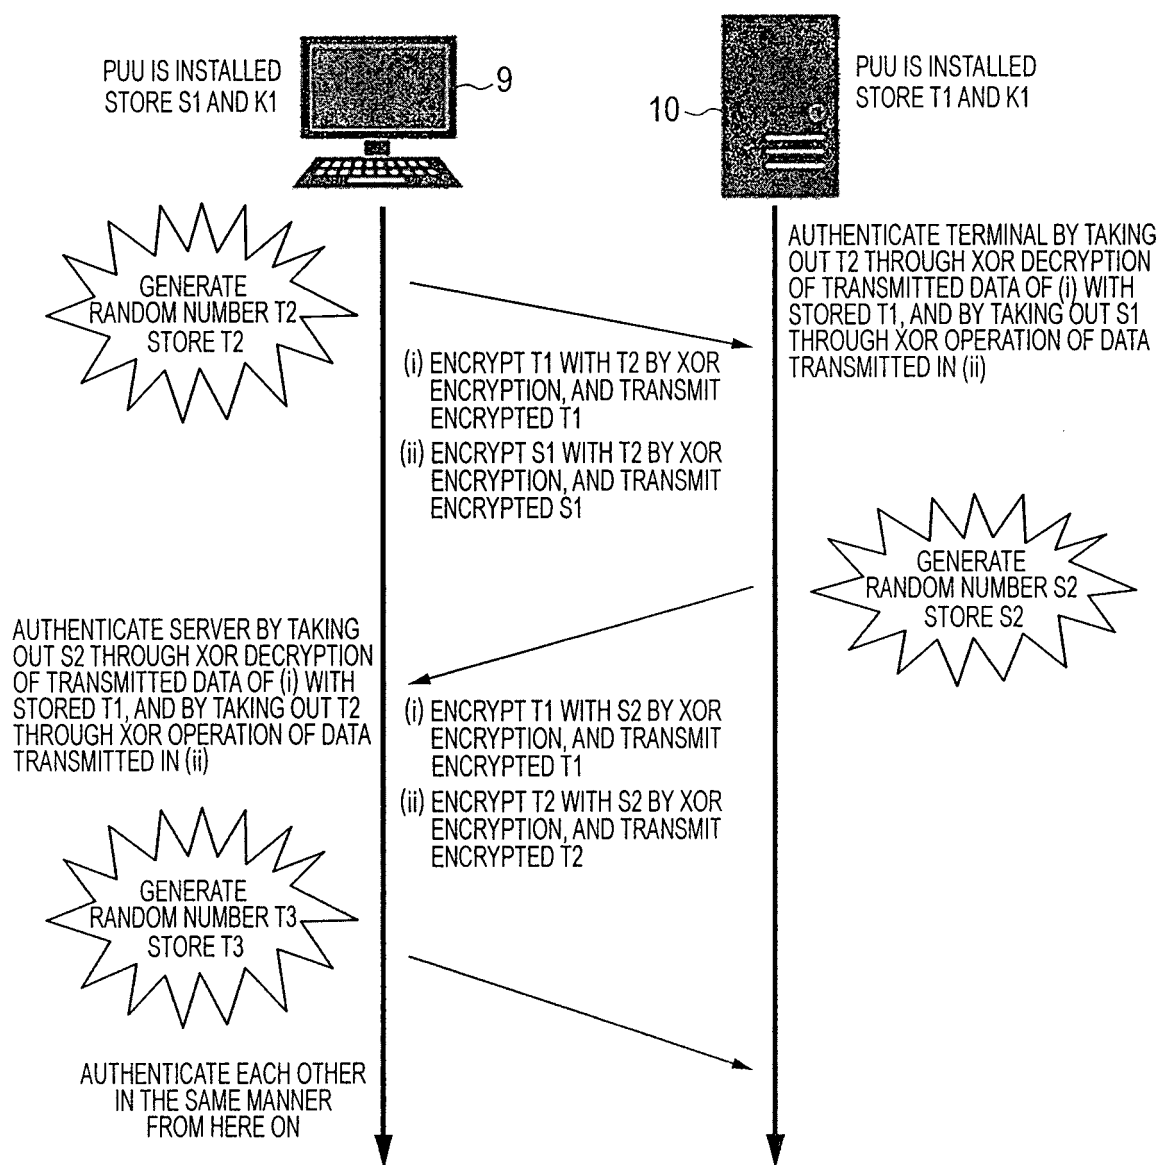 PUU IS INSTALLED
STORE S1 AND K1
9
10
PUU IS INSTALLED
STORE T1 AND K1
GENERATE
RANDOM NUMBER T2
STORE T2
AUTHENTICATE TERMINAL BY TAKING
OUT T2 THROUGH XOR DECRYPTION
OF TRANSMITTED DATA OF (i) WITH
STORED T1, AND BY TAKING OUT S1
THROUGH XOR OPERATION OF DATA
TRANSMITTED IN (ii)
(i) ENCRYPT T1 WITH T2 BY XOR
ENCRYPTION, AND TRANSMIT
ENCRYPTED T1
(ii) ENCRYPT S1 WITH T2 BY XOR
ENCRYPTION, AND TRANSMIT
ENCRYPTED S1
GENERATE
RANDOM NUMBER S2
STORE S2
AUTHENTICATE SERVER BY TAKING
OUT S2 THROUGH XOR DECRYPTION
OF TRANSMITTED DATA OF (i) WITH
STORED T1, AND BY TAKING OUT T2
THROUGH XOR OPERATION OF DATA
TRANSMITTED IN (ii)
(i) ENCRYPT T1 WITH S2 BY XOR
ENCRYPTION, AND TRANSMIT
ENCRYPTED T1
(ii) ENCRYPT T2 WITH S2 BY XOR
ENCRYPTION, AND TRANSMIT
ENCRYPTED T2
GENERATE
RANDOM NUMBER T3
STORE T3
AUTHENTICATE EACH OTHER
IN THE SAME MANNER
FROM HERE ON